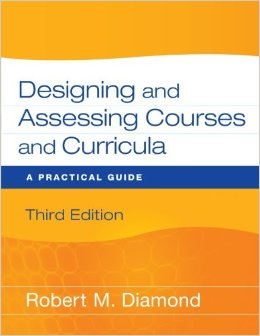 Designing and
Assessing Courses
and Curricula
A PRACTICAL GUIDE
Third Edition
Robert M. Diamond